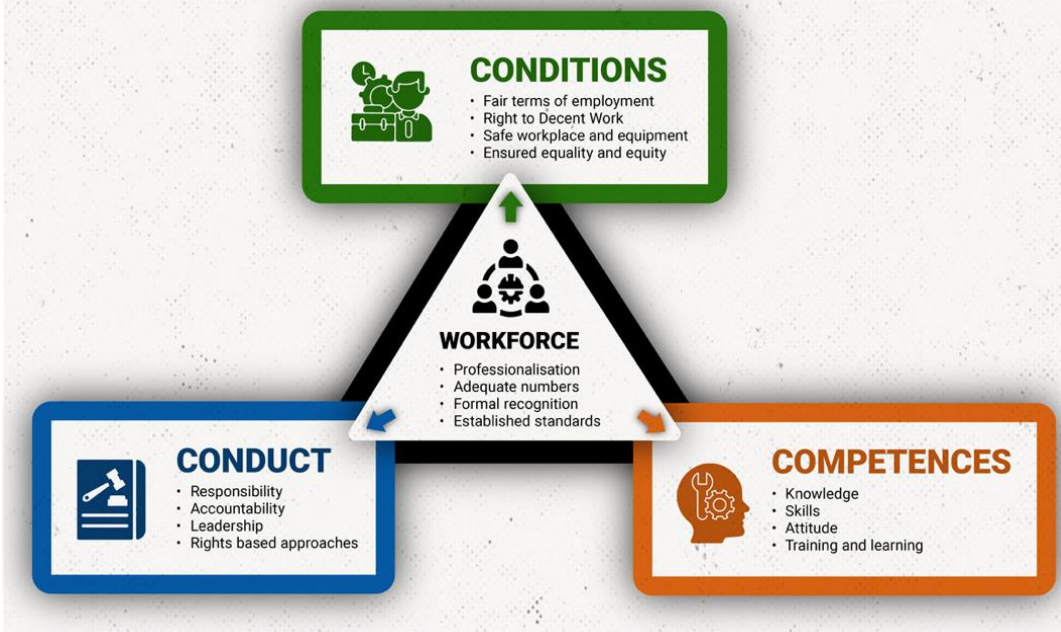 CONDITIONS
• Fair terms of employment
• Right to Decent Work
• Safe workplace and equipment
• Ensured equality and equity
WORKFORCE
• Professionalisation
• Adequate numbers
• Formal recognition
• Established standards
CONDUCT
• Responsibility
• Accountability
• Leadership
• Rights based approaches
COMPETENCES
• Knowledge
• Skills
• Attitude
• Training and learning